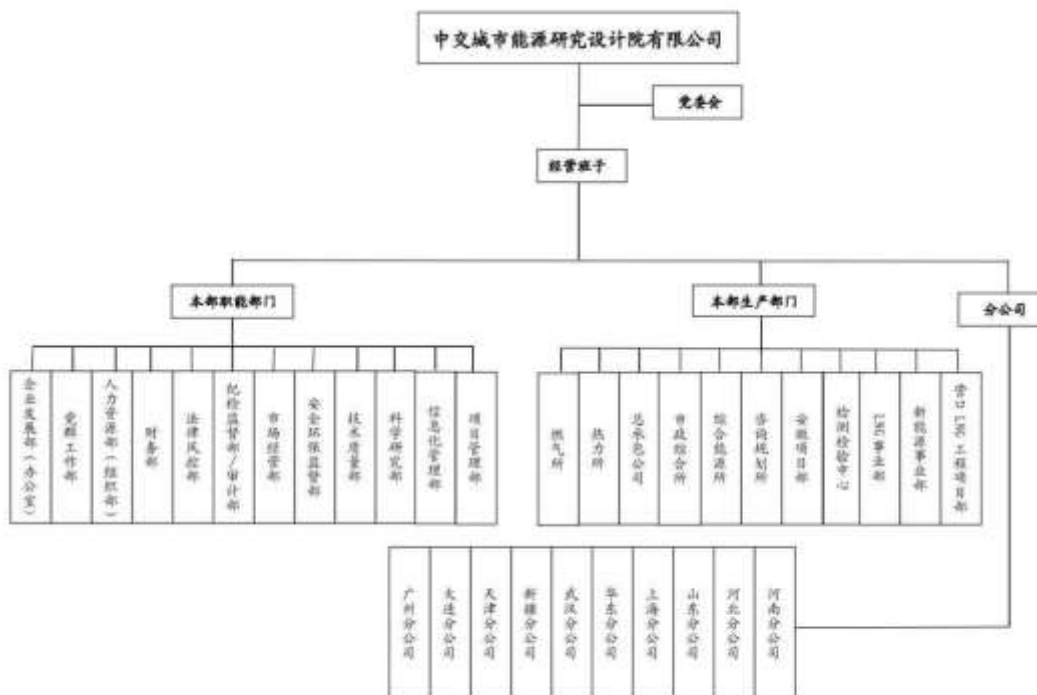 中交城市能源研究设计院有限公司
党委会
经营班子
本部职能部门
本部生产部门
分公司
企业发展部（办公室）
党群工作部
人力资源部（组织部）
财务部
法律风控部
纪检监督部/审计部
市场经营部
安全环保监督部
技术质量部
科学研究部
信息化管理部
项目管理部
燃气所
热力所
总承包公司
市政综合所
综合能源所
咨询规划所
安徽项目部
检测检验中心
LNG事业部
新能源事业部
营口LNG工程项目部
广州分公司
大连分公司
天津分公司
新疆分公司
武汉分公司
华东分公司
上海分公司
山东分公司
河北分公司
河南分公司